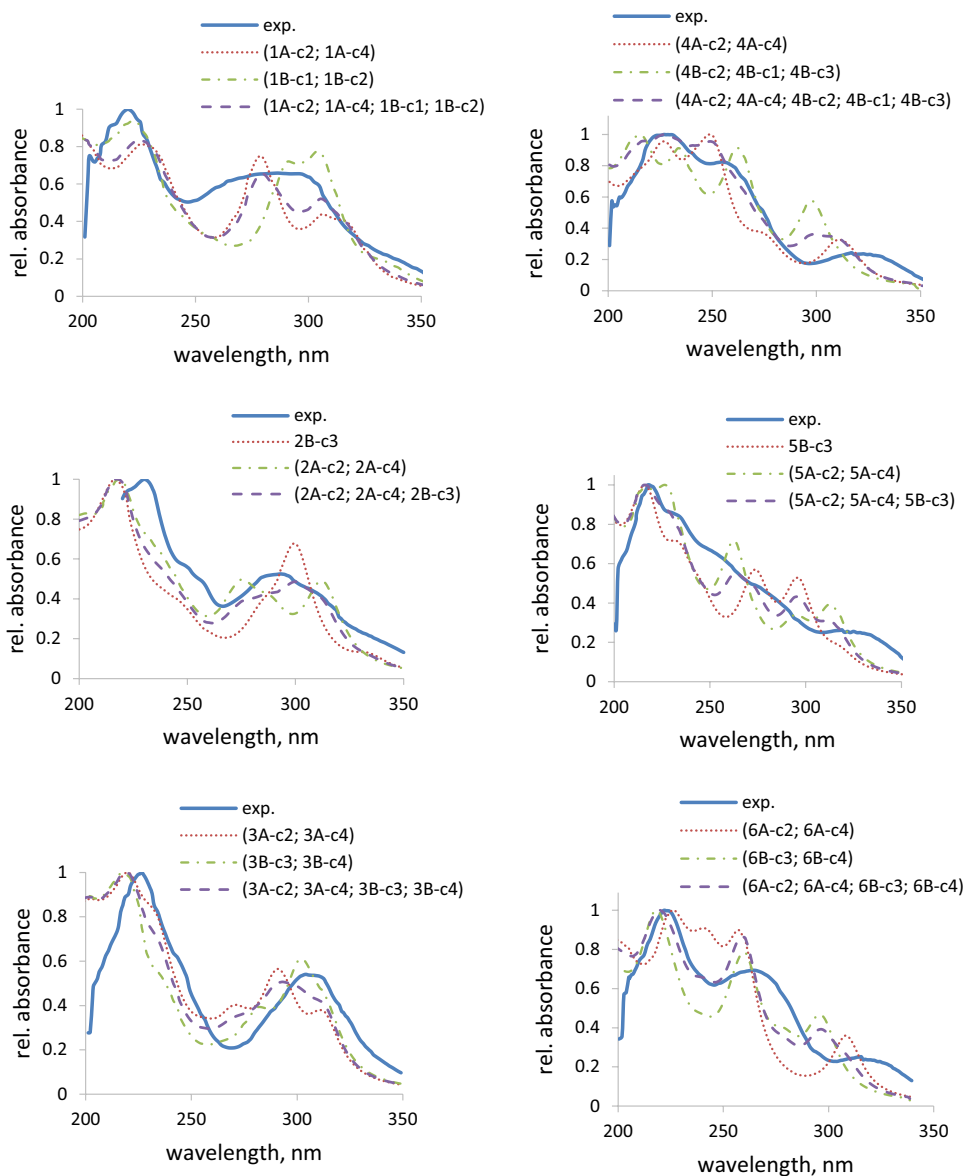 exp.
(1A-c2; 1A-c4)
(1B-c1; 1B-c2)
(1A-c2; 1A-c4; 1B-c1; 1B-c2)
1
0.8
0.6
0.4
0.2
0
rel. absorbance
200
250
300
350
wavelength, nm
exp.
(4A-c2; 4A-c4)
(4B-c2; 4B-c1; 4B-c3)
(4A-c2; 4A-c4; 4B-c2; 4B-c1; 4B-c3)
1
0.8
0.6
0.4
0.2
0
rel. absorbance
200
250
300
350
wavelength, nm
exp.
2B-c3
(2A-c2; 2A-c4)
(2A-c2; 2A-c4; 2B-c3)
1
0.8
0.6
0.4
0.2
0
rel. absorbance
200
250
300
350
wavelength, nm
exp.
5B-c3
(5A-c2; 5A-c4)
(5A-c2; 5A-c4; 5B-c3)
1
0.8
0.6
0.4
0.2
0
rel. absorbance
200
250
300
350
wavelength, nm
exp.
(3A-c2; 3A-c4)
(3B-c3; 3B-c4)
(3A-c2; 3A-c4; 3B-c3; 3B-c4)
1
0.8
0.6
0.4
0.2
0
rel. absorbance
200
250
300
350
wavelength, nm
exp.
(6A-c2; 6A-c4)
(6B-c3; 6B-c4)
(6A-c2; 6A-c4; 6B-c3; 6B-c4)
1
0.8
0.6
0.4
0.2
0
rel. absorbance
200
250
300
350
wavelength, nm